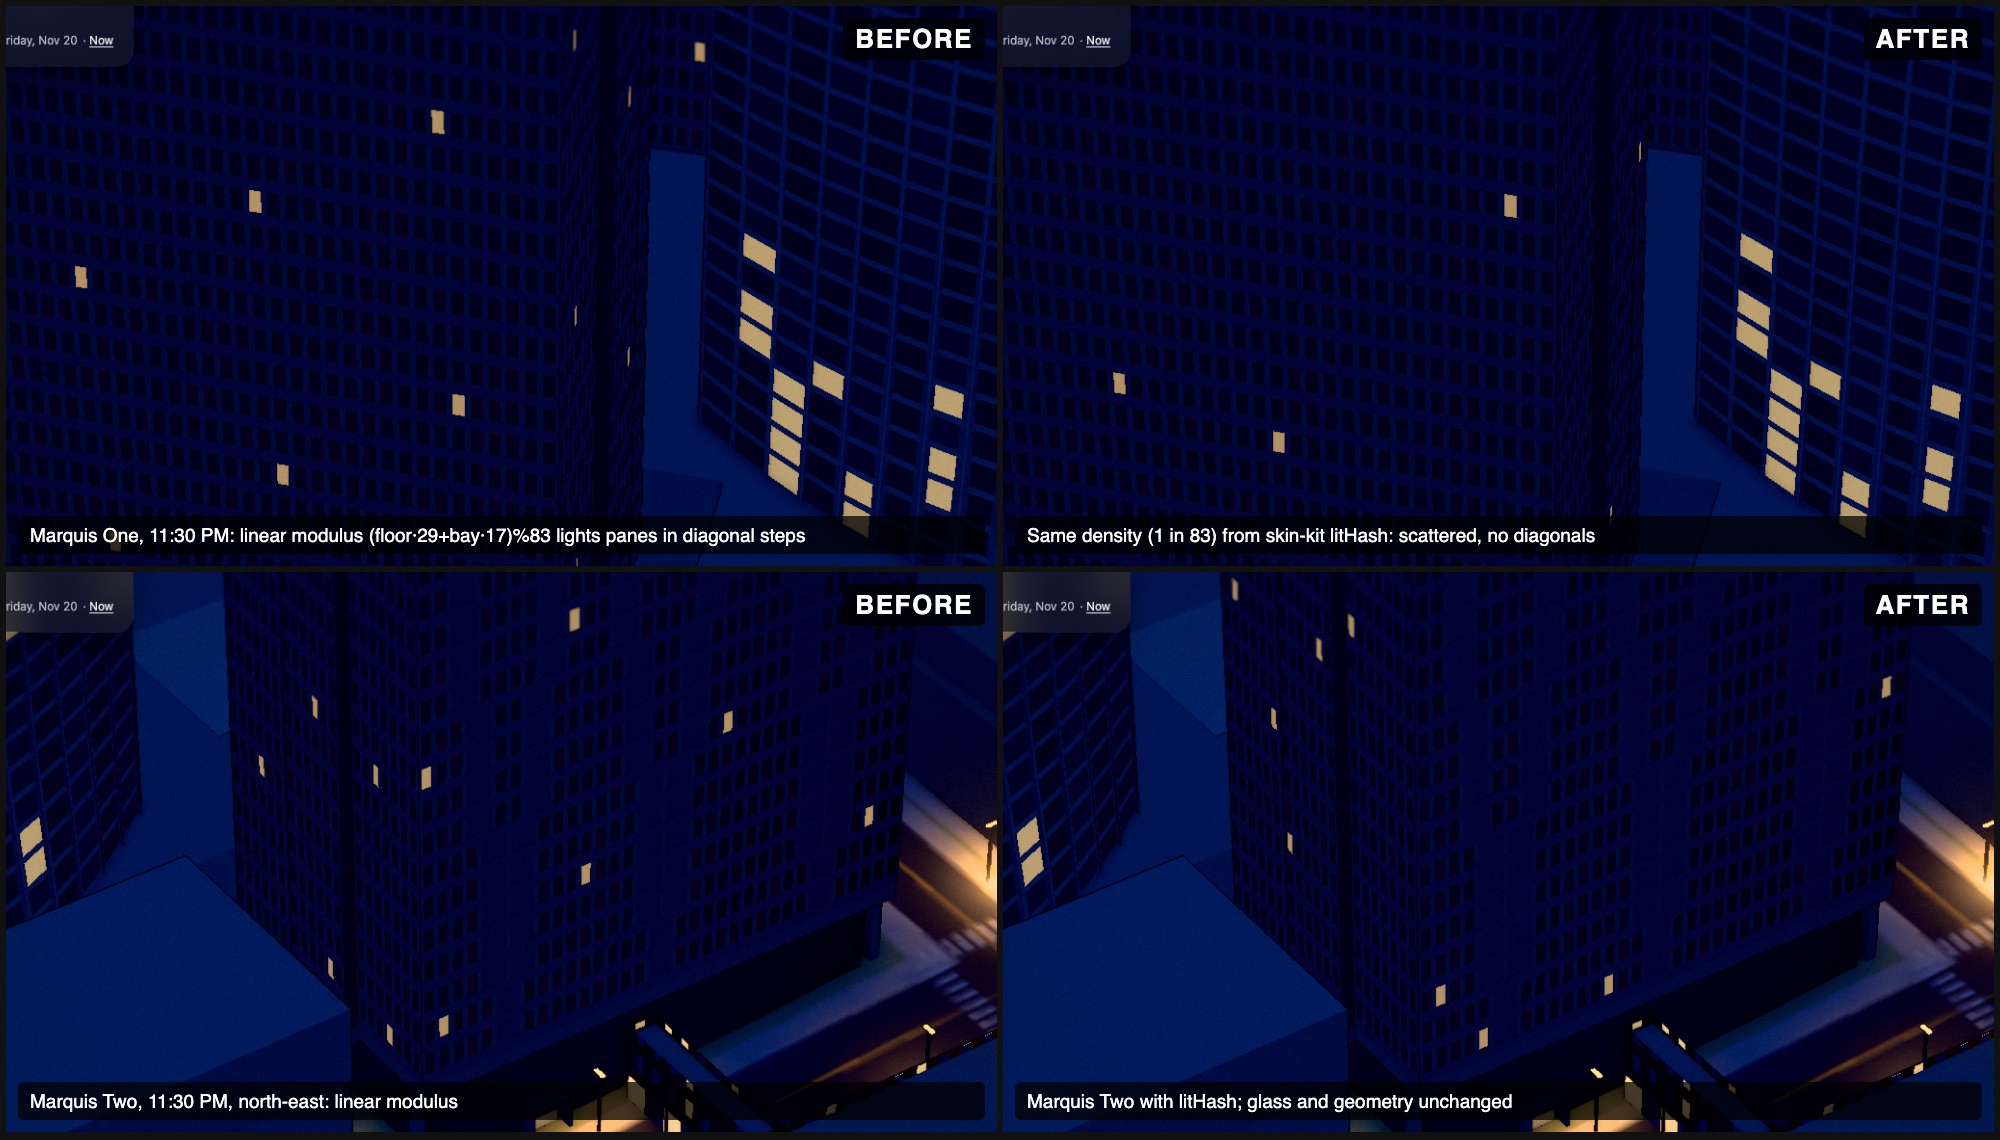 riday, Nov 20 · Now
BEFORE
Marquis One, 11:30 PM: linear modulus (floor·29+bay·17)%83 lights panes in diagonal steps
riday, Nov 20 · Now
AFTER
Same density (1 in 83) from skin-kit litHash: scattered, no diagonals
riday, Nov 20 · Now
BEFORE
Marquis Two, 11:30 PM, north-east: linear modulus
riday, Nov 20 · Now
AFTER
Marquis Two with litHash; glass and geometry unchanged